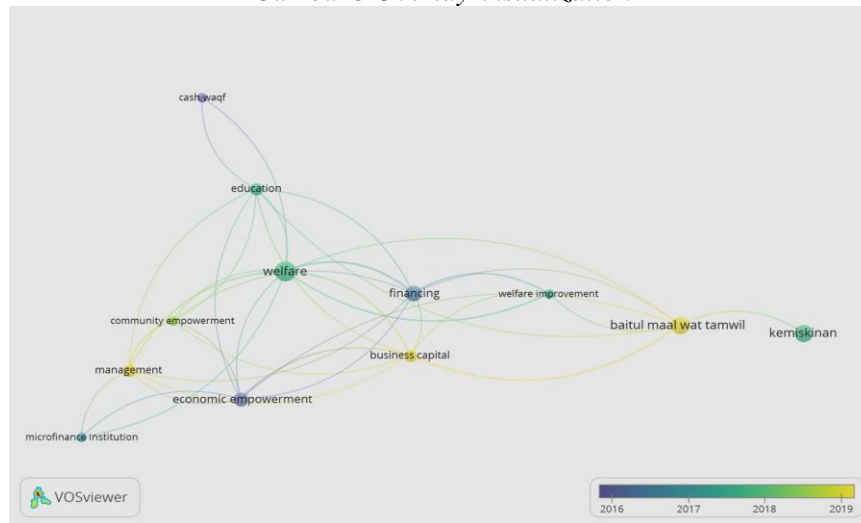 cash waqf
education
welfare
financing
welfare improvement
community empowerment
baitul maal wat tamwil
kemiskinan
business capital
management
economic empowerment
microfinance institution
VOSviewer
2016
2017
2018
2019